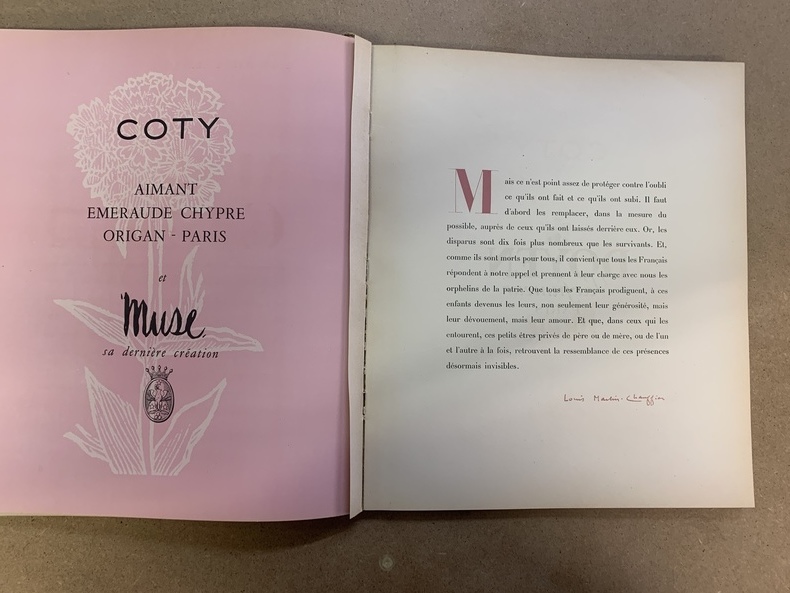 COTY
AIMANT
EMERAUDE CHYPRE
ORIGAN - PARIS
et
Muse
sa dernière création
Mais ce n'est point assez de protéger contre l'oubli
ce qu'ils ont fait et ce qu'ils ont subi. Il faut
d'abord les remplacer, dans la mesure du
possible, auprès de ceux qu'ils ont laissés derrière eux. Or, les
disparus sont dix fois plus nombreux que les survivants. Et,
comme ils sont morts pour tous, il convient que tous les Français
répondent à notre appel et prennent à leur charge avec nous les
orphelins de la patrie. Que tous les Français prodiguent, à ces
enfants devenus les leurs, non seulement leur générosité, mais
leur dévouement, mais leur amour. Et que, dans ceux qui les
entourent, ces petits êtres privés de père ou de mère, ou de l'un
et l'autre à la fois, retrouvent la ressemblance de ces présences
désormais invisibles.
Louis Martin-Chauffier